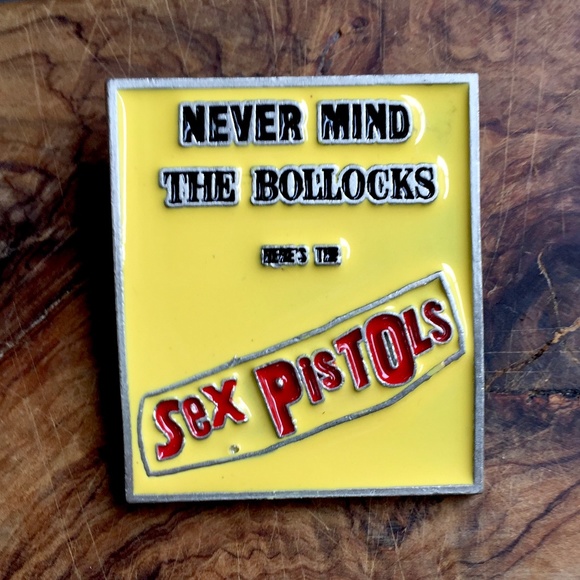 NEVER MIND
THE BOLLOCKS
HERE'S THE
SeX PiSTOLS